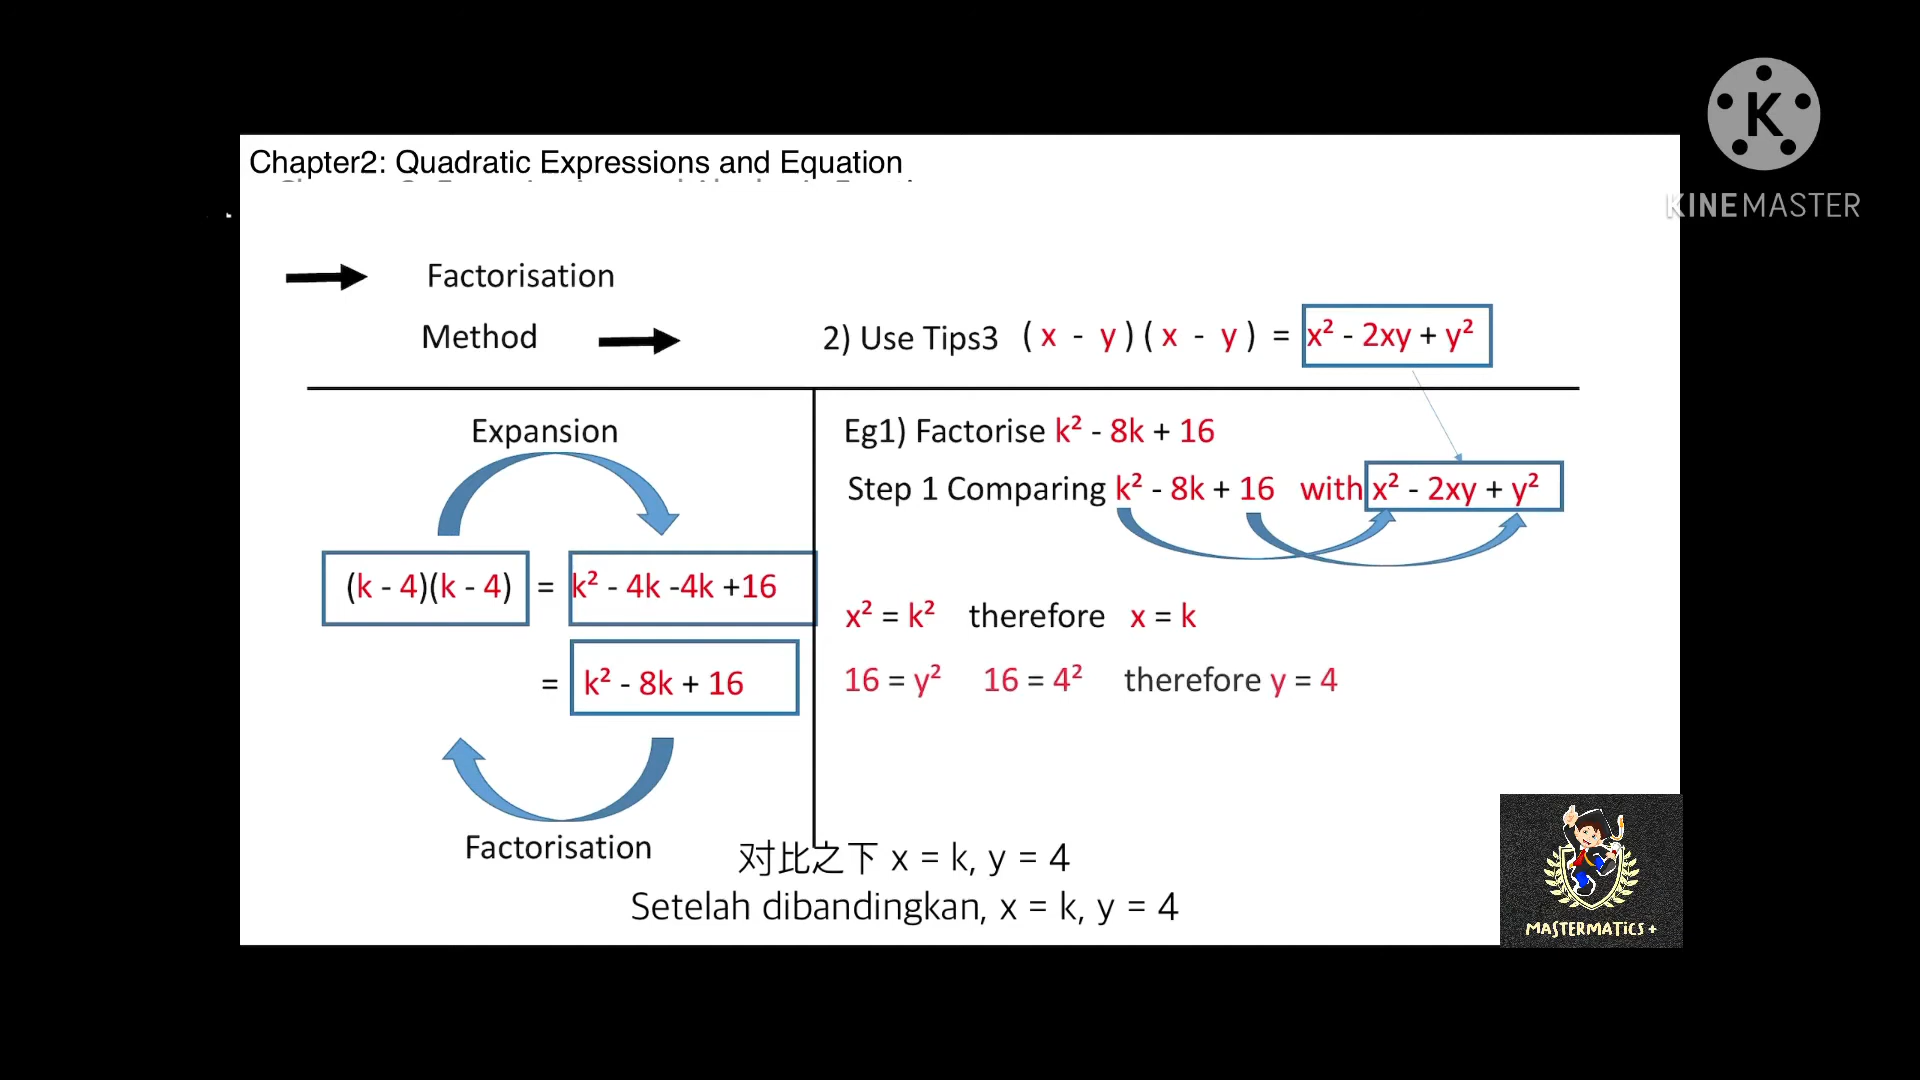 K
KINEMASTER
Chapter2: Quadratic Expressions and Equation
Factorisation
Method
2) Use Tips3 ( x - y ) ( x - y ) = x² - 2xy + y²
Expansion
(k - 4)(k - 4) = k² - 4k -4k +16
= k² - 8k + 16
Factorisation
Eg1) Factorise k² - 8k + 16
Step 1 Comparing k² - 8k + 16 with x² - 2xy + y²
x² = k² therefore x = k
16 = y² 16 = 4² therefore y = 4
对比之下 x = k, y = 4
Setelah dibandingkan, x = k, y = 4
MASTERMATiCS +